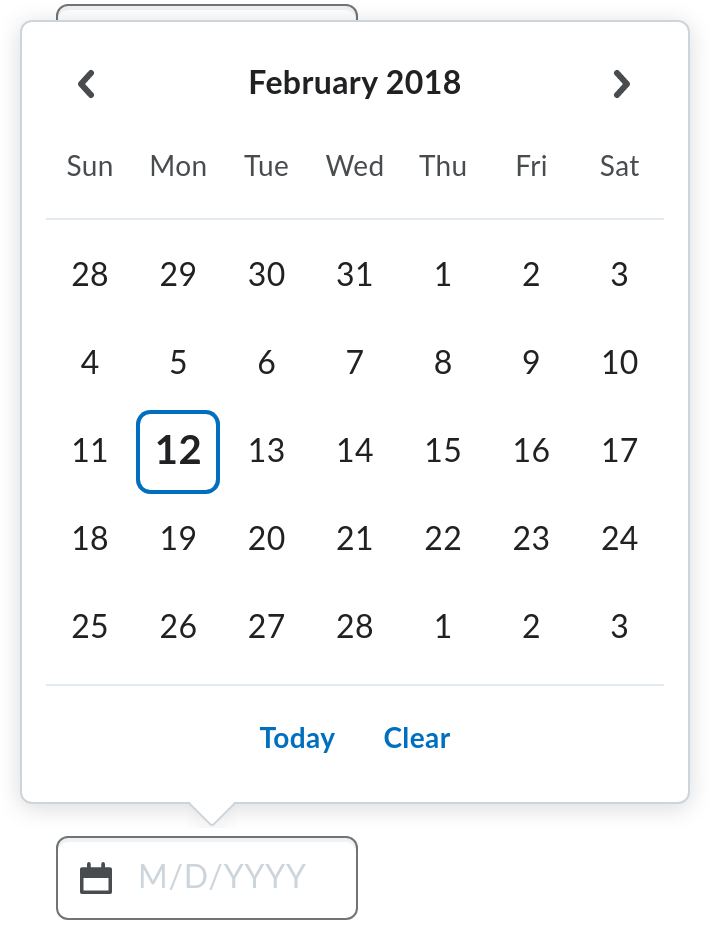 February 2018
Sun Mon Tue Wed Thu Fri Sat
28 29 30 31 1 2 3
4 5 6 7 8 9 10
11 12 13 14 15 16 17
18 19 20 21 22 23 24
25 26 27 28 1 2 3
Today Clear
M/D/YYYY